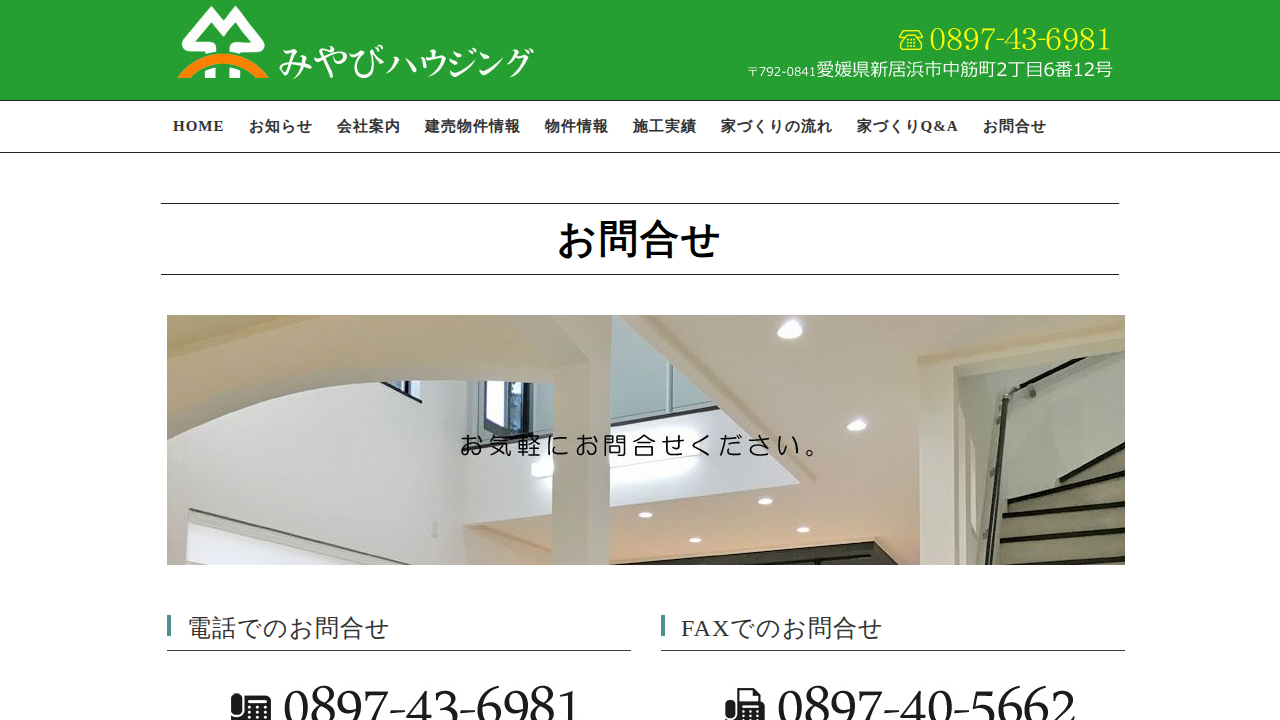 みやびハウジング
0897-43-6981
〒792-0841愛媛県新居浜市中筋町2丁目6番12号
HOME お知らせ 会社案内 建売物件情報 物件情報 施工実績 家づくりの流れ 家づくりQ&A お問合せ
お問合せ
お気軽にお問合せください。
電話でのお問合せ
0897-43-6981
FAXでのお問合せ
0897-40-5662